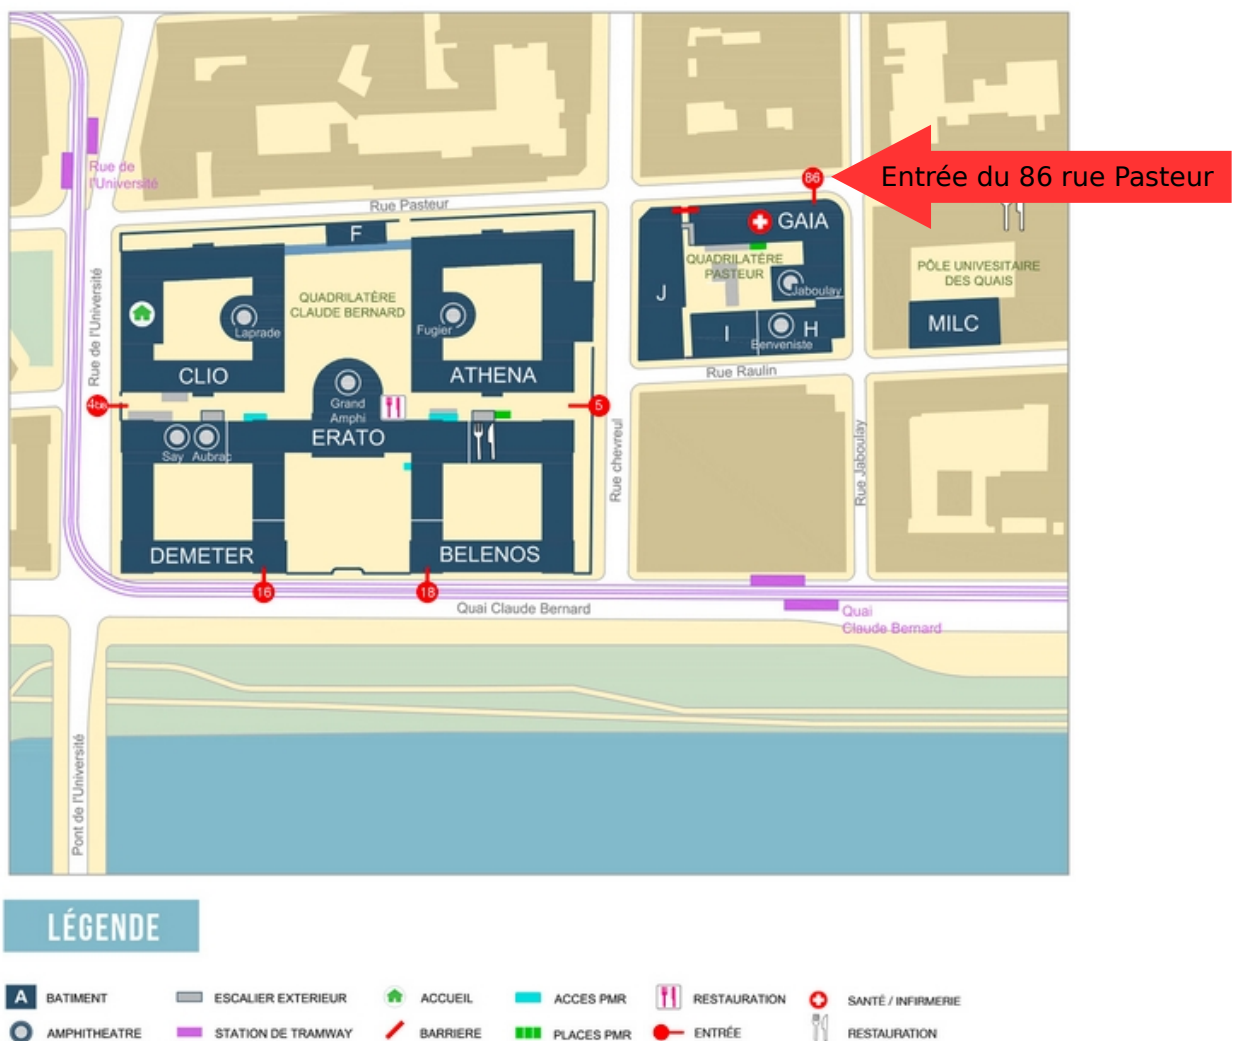 Rue de
l'Université
86
Entrée du 86 rue Pasteur
Rue Pasteur
F
GAIA
QUADRILATÈRE
CLAUDE BERNARD
QUADRILATÈRE
PASTEUR
J
Jaboulay
PÔLE UNIVESITAIRE
DES QUAIS
Rue de l'Université
Laprade
Fugier
I
H
Benveniste
MILC
CLIO
ATHENA
Rue Raulin
Grand
Amphi
5
ERATO
Say
Aubrac
Rue chevreul
Rue Jaboulay
DEMETER
BELENOS
16
18
Quai Claude Bernard
Quai
Claude Bernard
Pont de l'Université
LÉGENDE
A BATIMENT
ESCALIER EXTERIEUR
ACCUEIL
ACCES PMR
RESTAURATION
SANTÉ / INFIRMERIE
AMPHITHEATRE
STATION DE TRAMWAY
BARRIERE
PLACES PMR
ENTRÉE
RESTAURATION